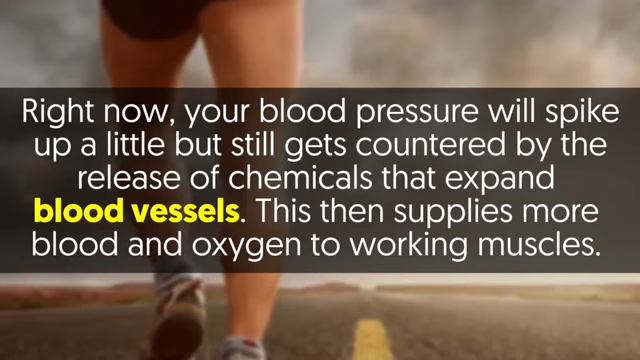 Right now, your blood pressure will spike
up a little but still gets countered by the
release of chemicals that expand
blood vessels. This then supplies more
blood and oxygen to working muscles.